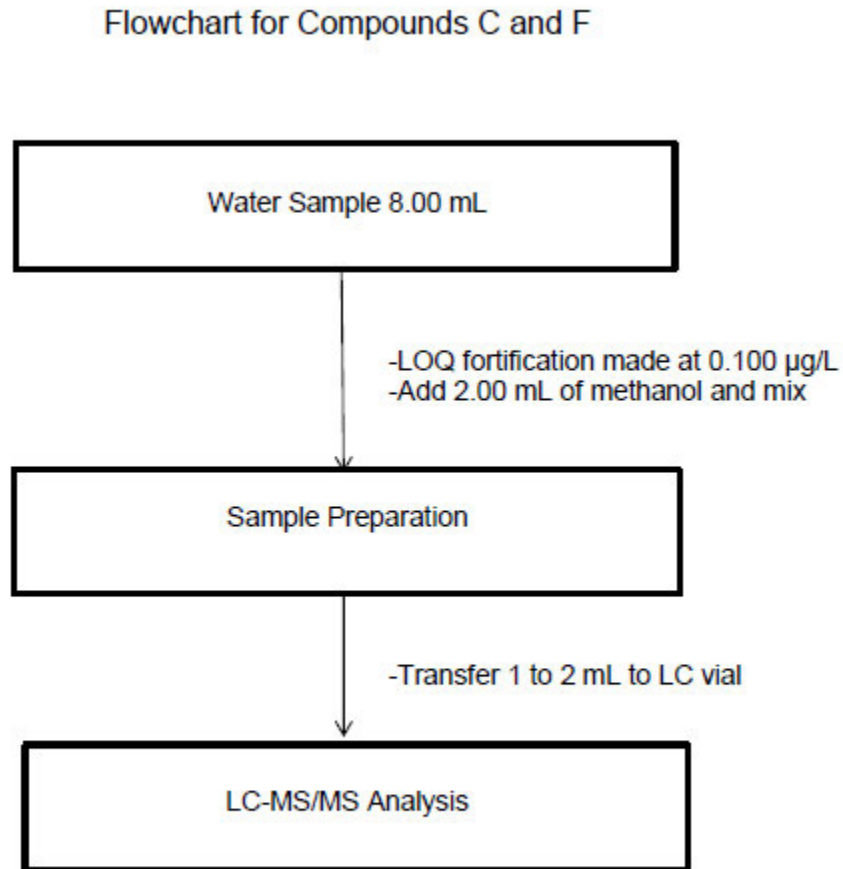 Flowchart for Compounds C and F
Water Sample 8.00 mL
-LOQ fortification made at 0.100 µg/L
-Add 2.00 mL of methanol and mix
Sample Preparation
-Transfer 1 to 2 mL to LC vial
LC-MS/MS Analysis